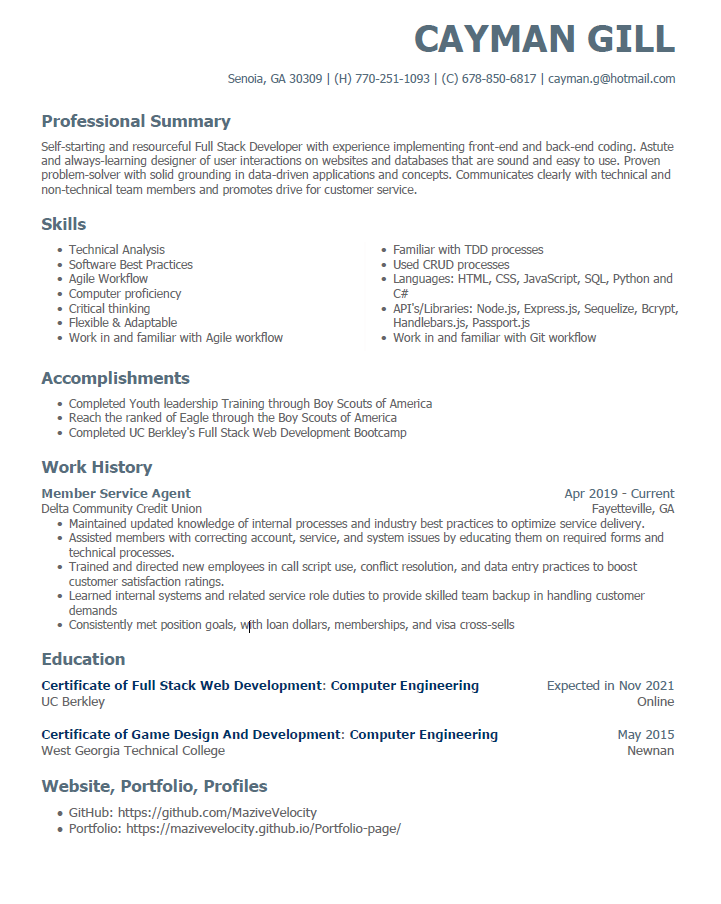 CAYMAN GILL
Senoia, GA 30309 | (H) 770-251-1093 | (C) 678-850-6817 | cayman.g@hotmail.com
Professional Summary
Self-starting and resourceful Full Stack Developer with experience implementing front-end and back-end coding. Astute
and always-learning designer of user interactions on websites and databases that are sound and easy to use. Proven
problem-solver with solid grounding in data-driven applications and concepts. Communicates clearly with technical and
non-technical team members and promotes drive for customer service.
Skills
• Technical Analysis
• Software Best Practices
• Agile Workflow
• Computer proficiency
• Critical thinking
• Flexible & Adaptable
• Work in and familiar with Agile workflow
• Familiar with TDD processes
• Used CRUD processes
• Languages: HTML, CSS, JavaScript, SQL, Python and
C#
• API's/Libraries: Node.js, Express.js, Sequelize, Bcrypt,
Handlebars.js, Passport.js
• Work in and familiar with Git workflow
Accomplishments
• Completed Youth leadership Training through Boy Scouts of America
• Reach the ranked of Eagle through the Boy Scouts of America
• Completed UC Berkley's Full Stack Web Development Bootcamp
Work History
Member Service Agent Apr 2019 - Current
Delta Community Credit Union Fayetteville, GA
• Maintained updated knowledge of internal processes and industry best practices to optimize service delivery.
• Assisted members with correcting account, service, and system issues by educating them on required forms and
technical processes.
• Trained and directed new employees in call script use, conflict resolution, and data entry practices to boost
customer satisfaction ratings.
• Learned internal systems and related service role duties to provide skilled team backup in handling customer
demands
• Consistently met position goals, with loan dollars, memberships, and visa cross-sells
Education
Certificate of Full Stack Web Development: Computer Engineering Expected in Nov 2021
UC Berkley Online
Certificate of Game Design And Development: Computer Engineering May 2015
West Georgia Technical College Newnan
Website, Portfolio, Profiles
• GitHub: https://github.com/MaziveVelocity
• Portfolio: https://mazivevelocity.github.io/Portfolio-page/